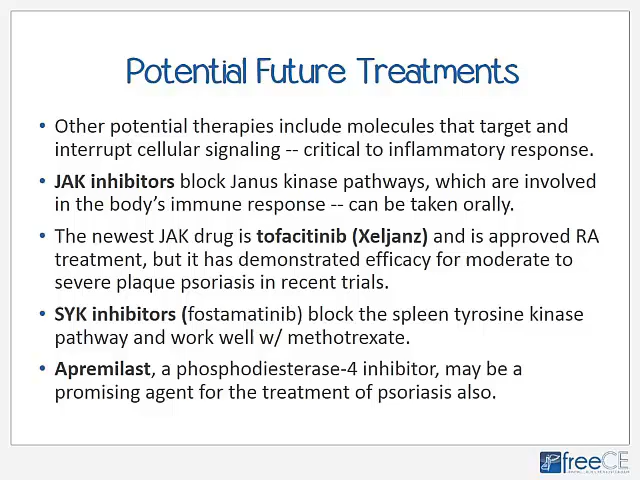 Potential Future Treatments
• Other potential therapies include molecules that target and
interrupt cellular signaling -- critical to inflammatory response.
• JAK inhibitors block Janus kinase pathways, which are involved
in the body’s immune response -- can be taken orally.
• The newest JAK drug is tofacitinib (Xeljanz) and is approved RA
treatment, but it has demonstrated efficacy for moderate to
severe plaque psoriasis in recent trials.
• SYK inhibitors (fostamatinib) block the spleen tyrosine kinase
pathway and work well w/ methotrexate.
• Apremilast, a phosphodiesterase-4 inhibitor, may be a
promising agent for the treatment of psoriasis also.
freeCE